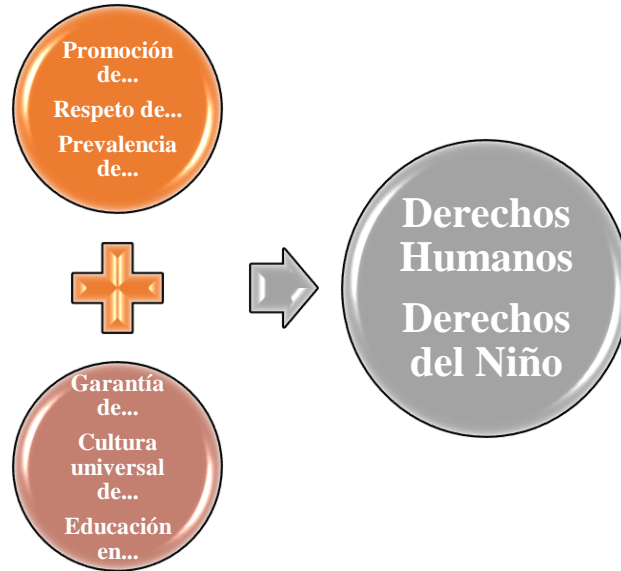 Promoción
de...
Respeto de...
Prevalencia
de...
Garantía
de...
Cultura
universal
de...
Educación
en...
Derechos
Humanos
Derechos
del Niño